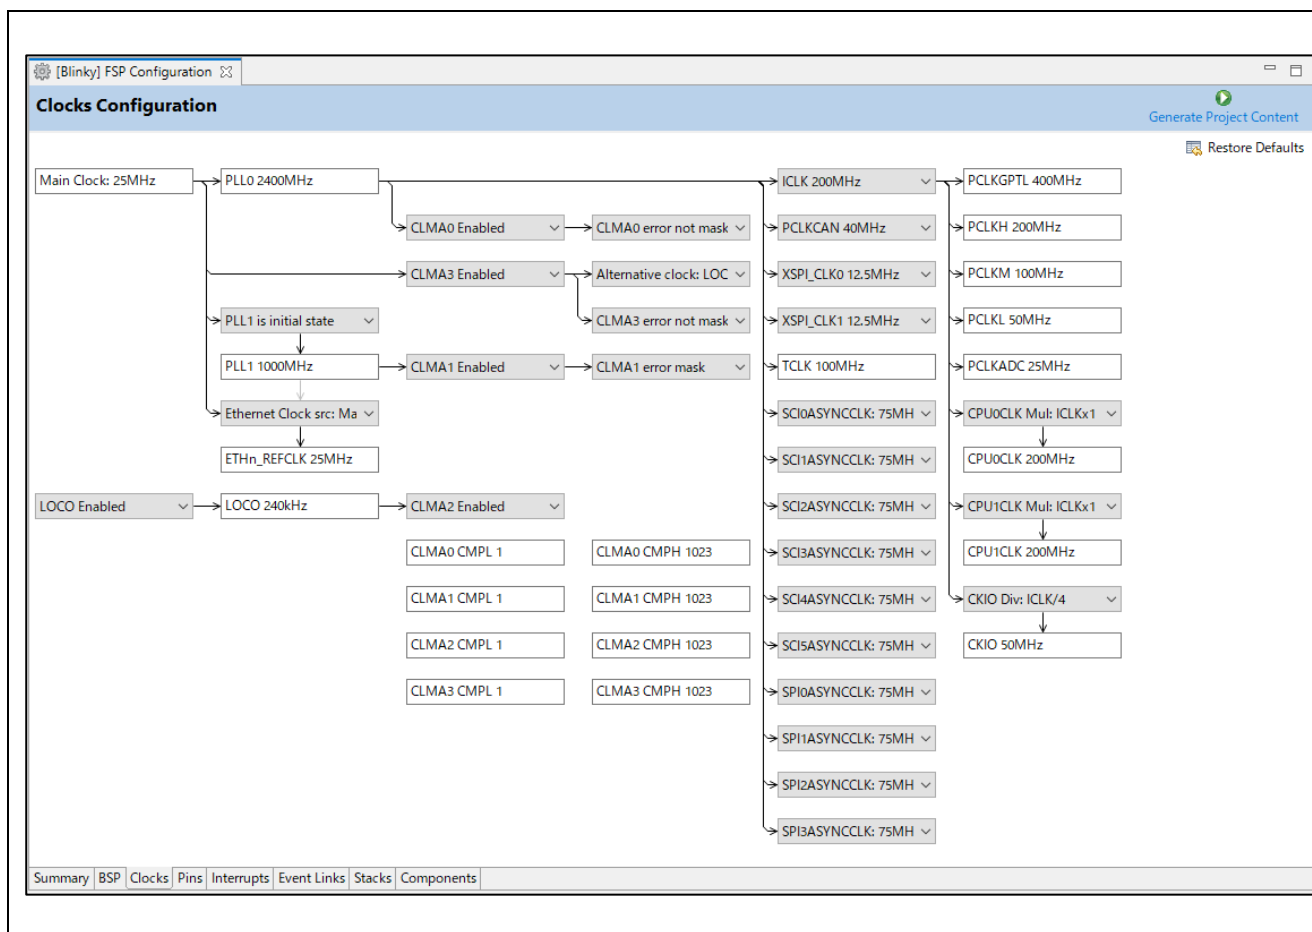 [Blinky] FSP Configuration
Clocks Configuration
Generate Project Content
Restore Defaults
Main Clock: 25MHz
PLL0 2400MHz
ICLK 200MHz
PCLKGPTL 400MHz
CLMA0 Enabled
CLMA0 error not mask
PCLKCAN 40MHz
PCLKH 200MHz
CLMA3 Enabled
Alternative clock: LOC
XSPI_CLK0 12.5MHz
PCLKM 100MHz
PLL1 is initial state
CLMA3 error not mask
XSPI_CLK1 12.5MHz
PCLKL 50MHz
PLL1 1000MHz
CLMA1 Enabled
CLMA1 error mask
TCLK 100MHz
PCLKADC 25MHz
Ethernet Clock src: Ma
SCI0ASYNCCLK: 75MH
CPU0CLK Mul: ICLKx1
ETHn_REFCLK 25MHz
SCI1ASYNCCLK: 75MH
CPU0CLK 200MHz
LOCO Enabled
LOCO 240kHz
CLMA2 Enabled
SCI2ASYNCCLK: 75MH
CPU1CLK Mul: ICLKx1
CLMA0 CMPL 1
CLMA0 CMPH 1023
SCI3ASYNCCLK: 75MH
CPU1CLK 200MHz
CLMA1 CMPL 1
CLMA1 CMPH 1023
SCI4ASYNCCLK: 75MH
CKIO Div: ICLK/4
CLMA2 CMPL 1
CLMA2 CMPH 1023
SCI5ASYNCCLK: 75MH
CKIO 50MHz
CLMA3 CMPL 1
CLMA3 CMPH 1023
SPI0ASYNCCLK: 75MH
SPI1ASYNCCLK: 75MH
SPI2ASYNCCLK: 75MH
SPI3ASYNCCLK: 75MH
Summary BSP Clocks Pins Interrupts Event Links Stacks Components